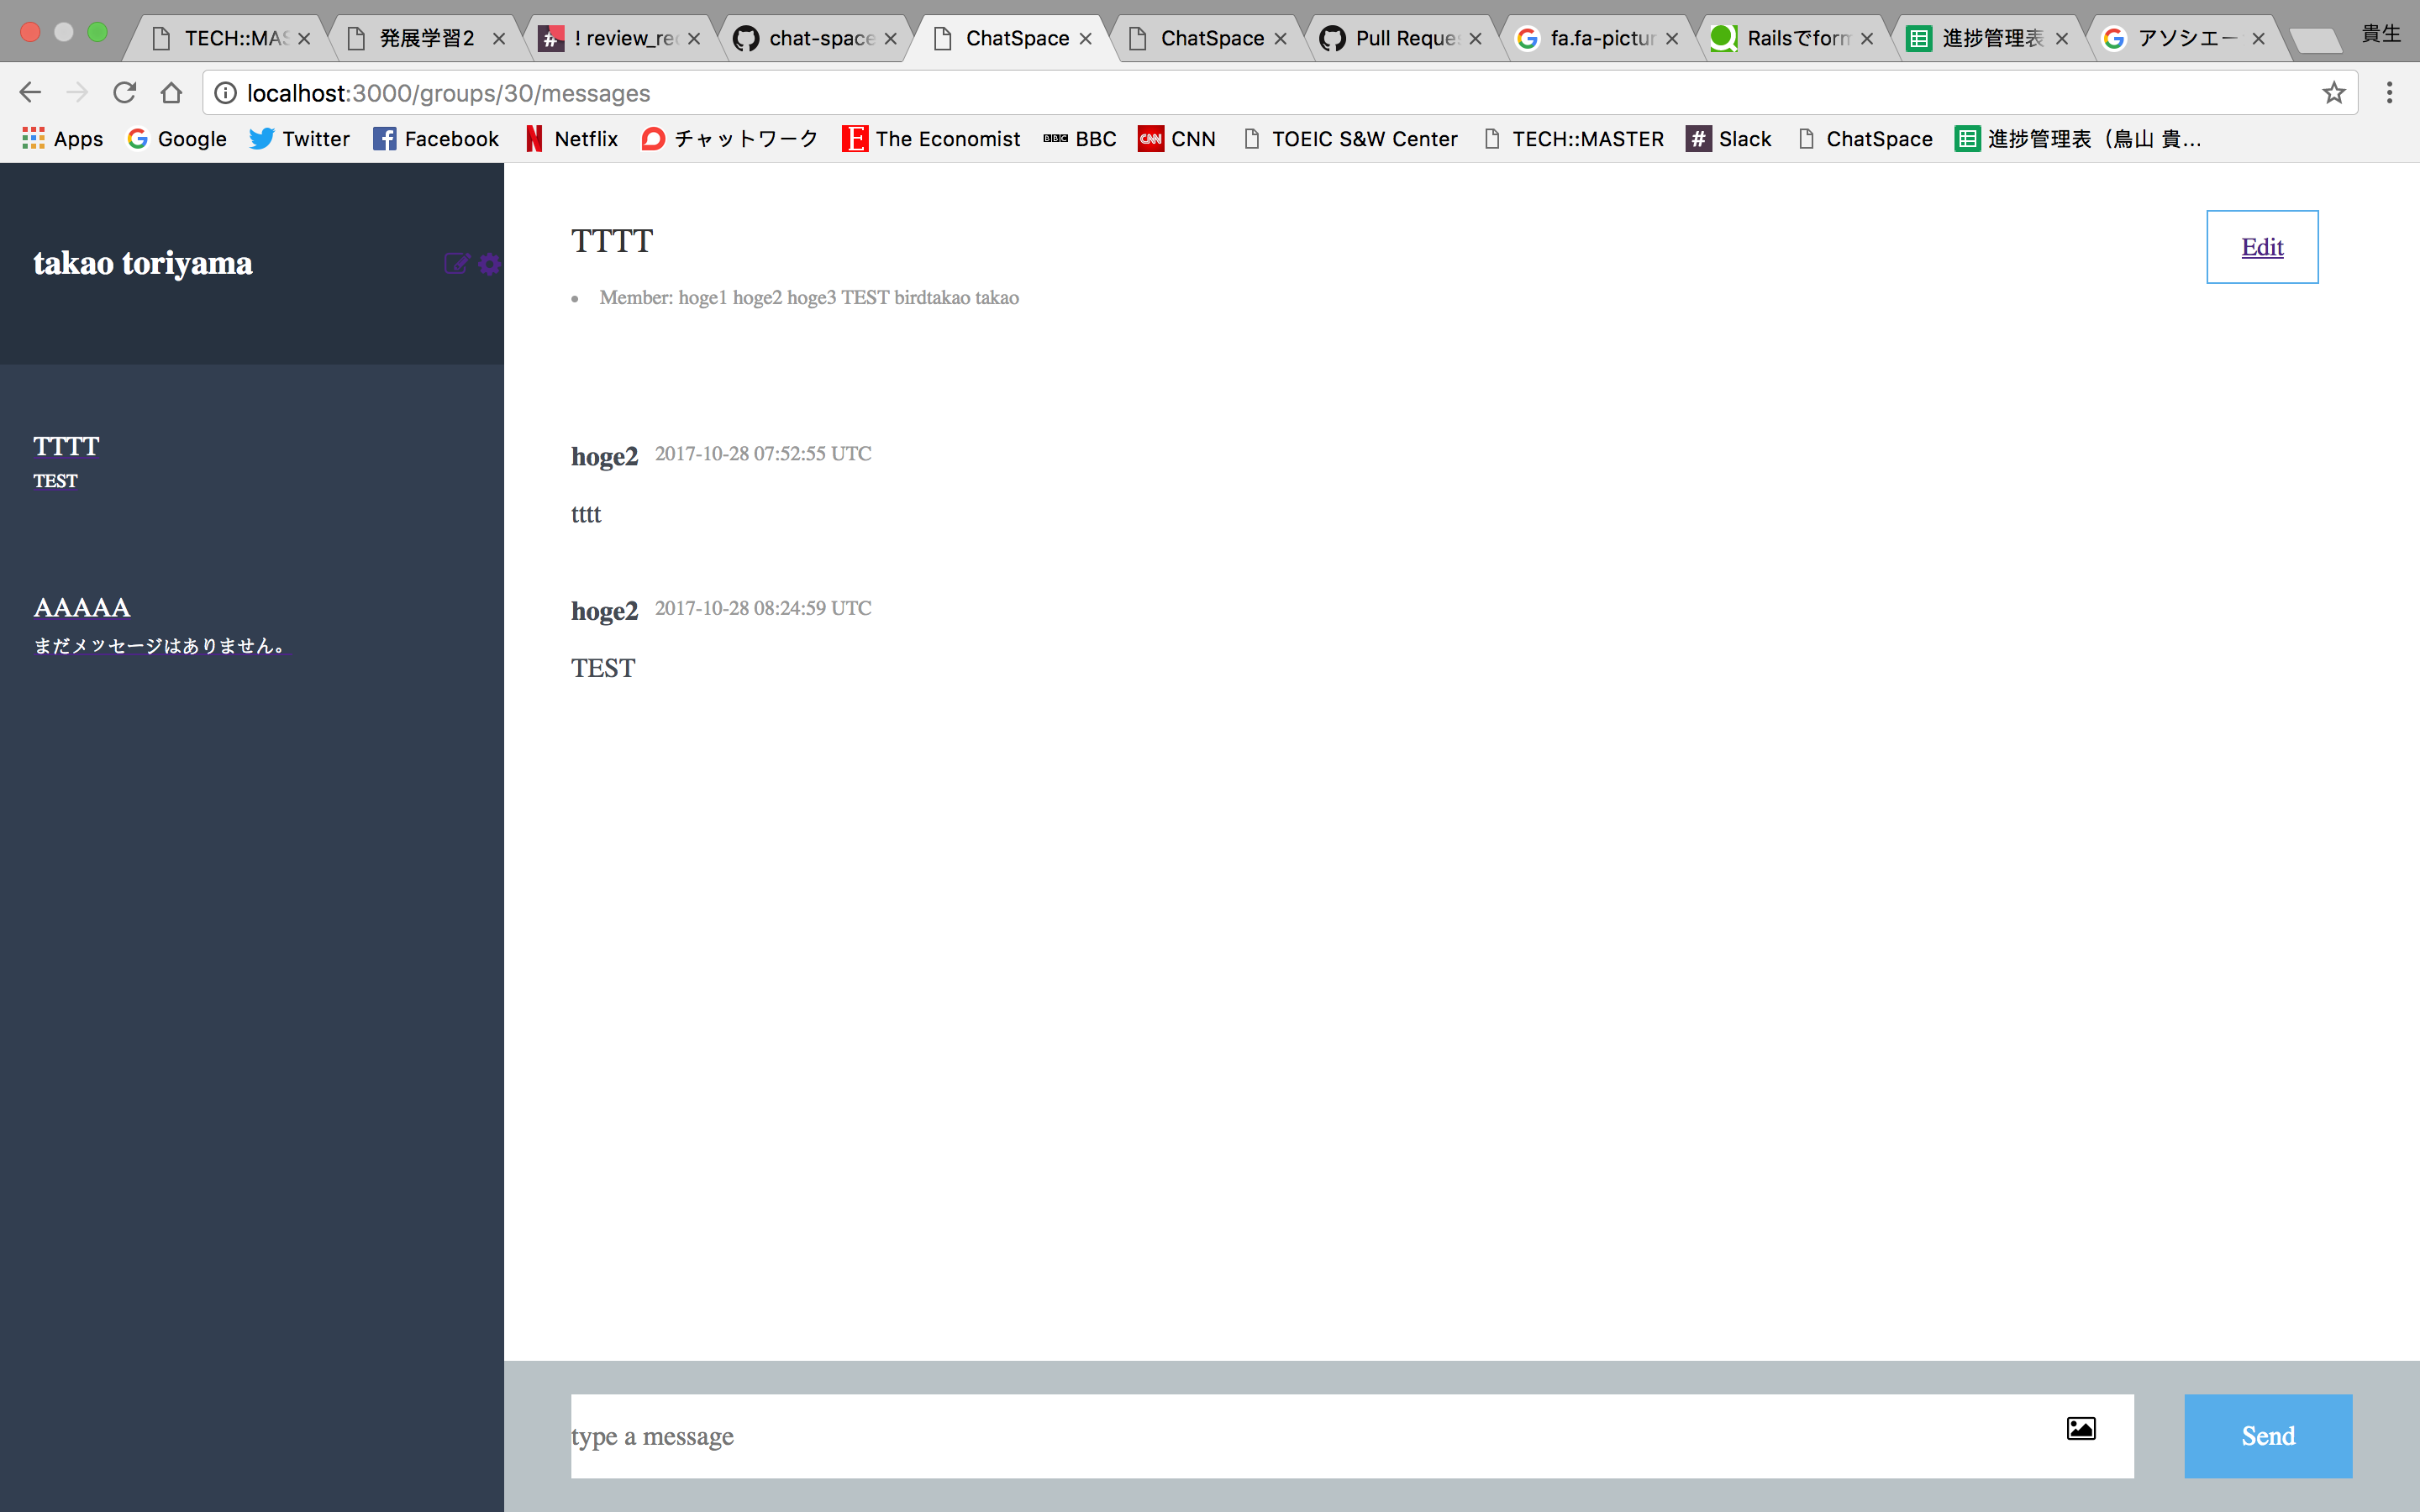 TECH::MAS
発展学習2
! review_rec
chat-space
ChatSpace
ChatSpace
Pull Reques
fa.fa-pictur
Railsでform
進捗管理表
アソシエー
貴生
localhost:3000/groups/30/messages
Apps Google Twitter Facebook Netflix チャットワーク The Economist BBC BBC CNN CNN TOEIC S&W Center TECH::MASTER Slack ChatSpace 進捗管理表（鳥山 貴...
takao toriyama
TTTT
TEST
AAAAA
まだメッセージはありません。
TTTT
Edit
Member: hoge1 hoge2 hoge3 TEST birdtakao takao
hoge2 2017-10-28 07:52:55 UTC
tttt
hoge2 2017-10-28 08:24:59 UTC
TEST
type a message
Send